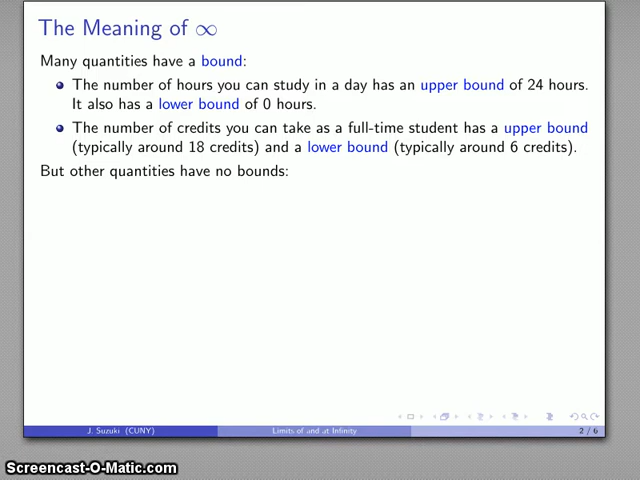 The Meaning of ∞
Many quantities have a bound:
The number of hours you can study in a day has an upper bound of 24 hours.
It also has a lower bound of 0 hours.
The number of credits you can take as a full-time student has a upper bound
(typically around 18 credits) and a lower bound (typically around 6 credits).
But other quantities have no bounds:
J. Suzuki (CUNY) Limits of and at Infinity 2 / 6
Screencast-O-Matic.com